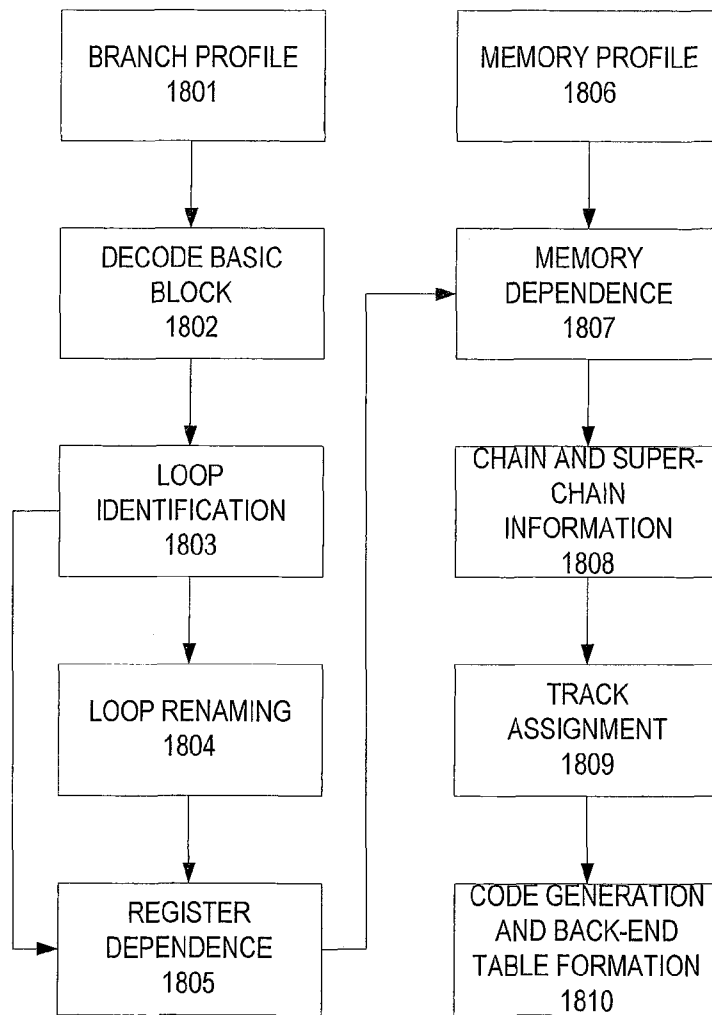 BRANCH PROFILE
1801
DECODE BASIC
BLOCK
1802
LOOP
IDENTIFICATION
1803
LOOP RENAMING
1804
REGISTER
DEPENDENCE
1805
MEMORY PROFILE
1806
MEMORY
DEPENDENCE
1807
CHAIN AND SUPER-
CHAIN
INFORMATION
1808
TRACK
ASSIGNMENT
1809
CODE GENERATION
AND BACK-END
TABLE FORMATION
1810